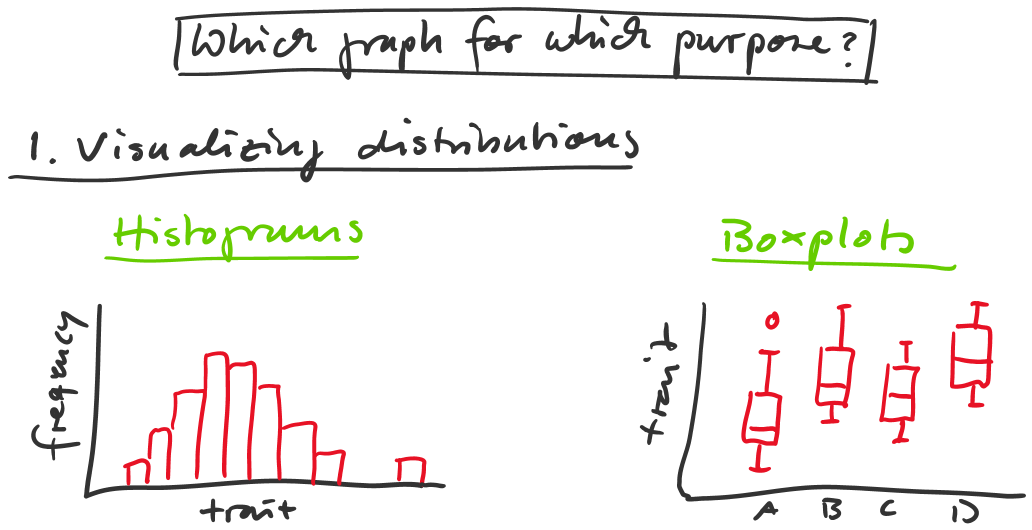 Which graph for which purpose?
1. Visualizing distributions
Histograms
Boxplots
frequency
trait
trait
A B C D